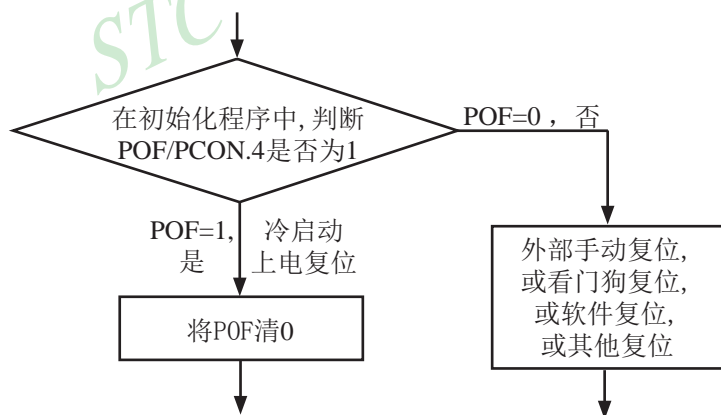 STC
在初始化程序中,判断
POF/PCON.4是否为1
POF=0 ，否
POF=1, 冷启动
是 上电复位
将POF清0
外部手动复位,
或看门狗复位,
或软件复位,
或其他复位